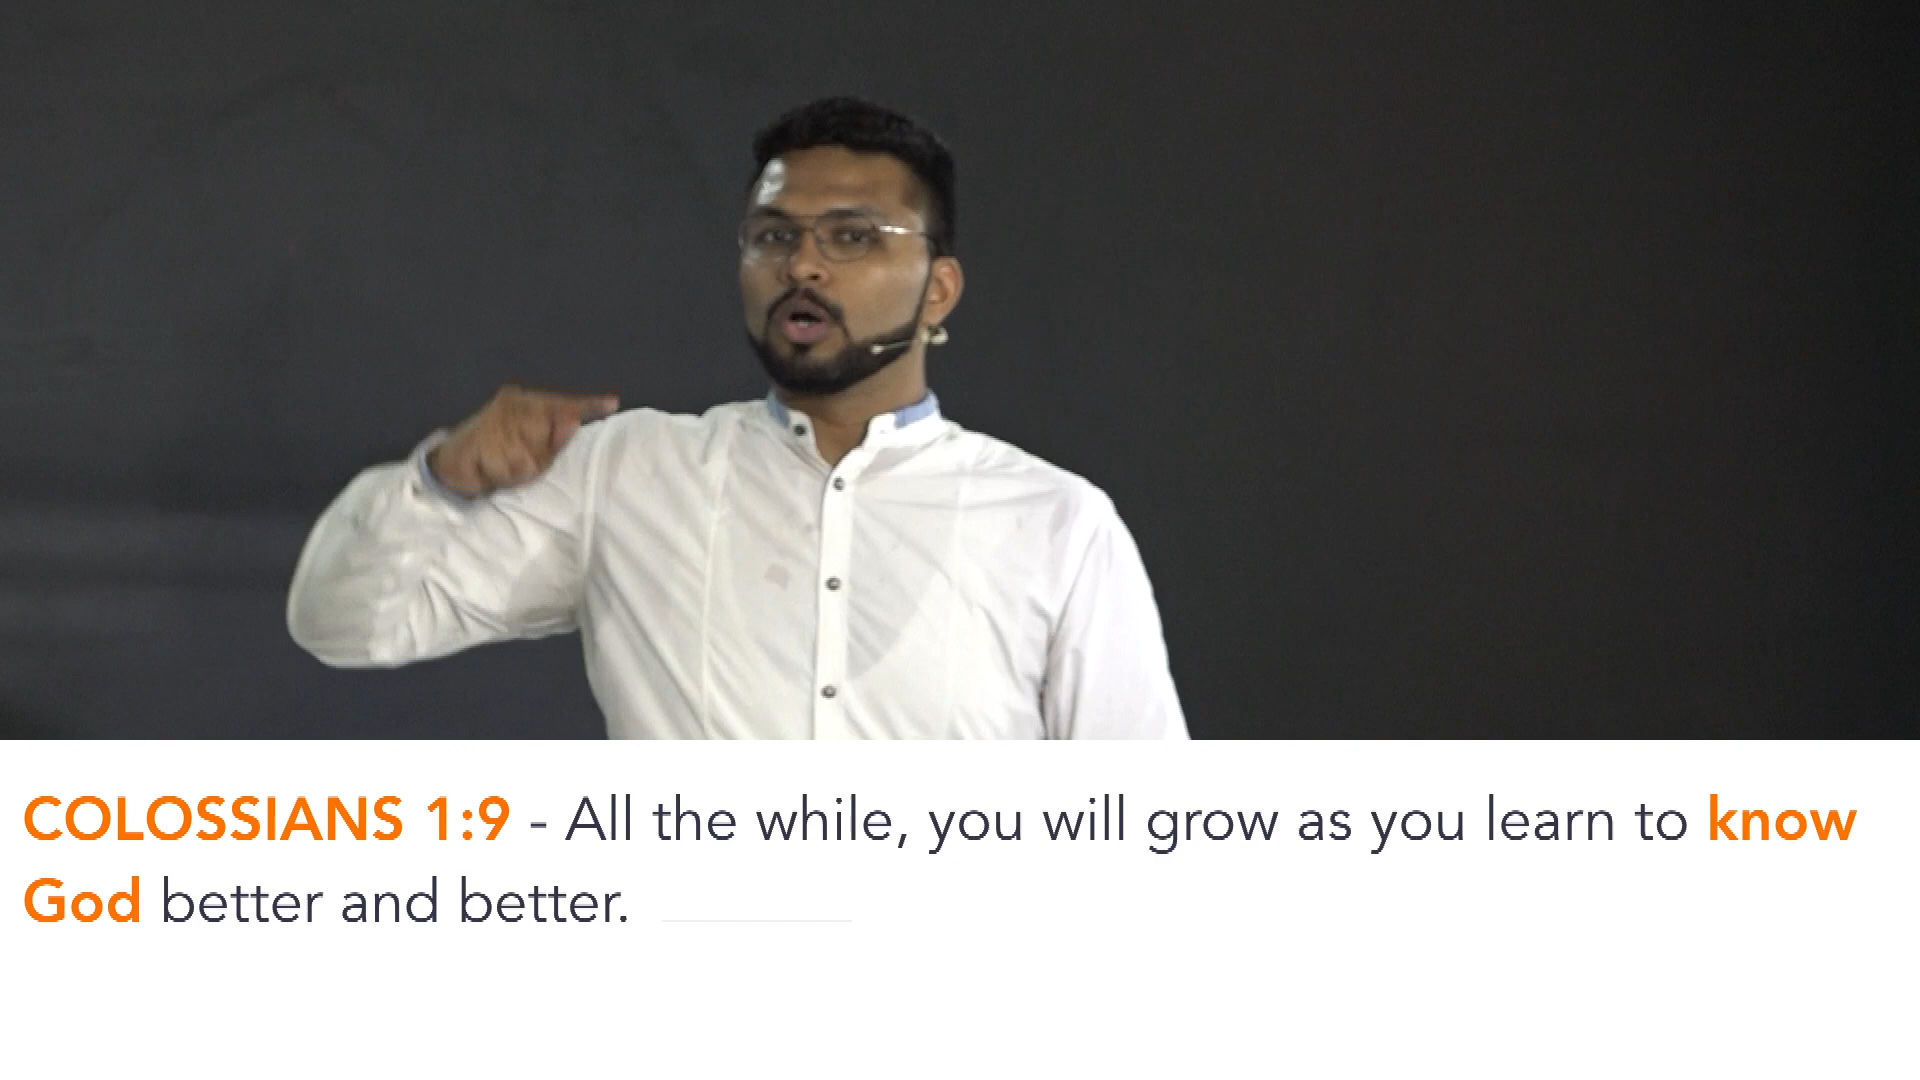 COLOSSIANS 1:9 - All the while, you will grow as you learn to know
God better and better.